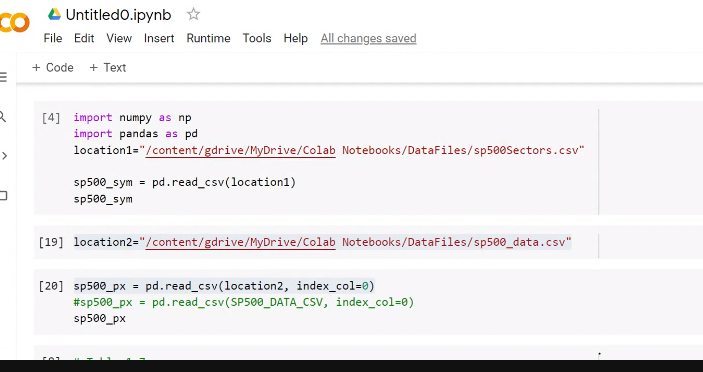 CO
Untitled0.ipynb
File Edit View Insert Runtime Tools Help All changes saved
+ Code + Text
[4] import numpy as np
import pandas as pd
location1="/content/gdrive/MyDrive/Colab Notebooks/DataFiles/sp500Sectors.csv"
sp500_sym = pd.read_csv(location1)
sp500_sym
[19] location2="/content/gdrive/MyDrive/Colab Notebooks/DataFiles/sp500_data.csv"
[20] sp500_px = pd.read_csv(location2, index_col=0)
#sp500_px = pd.read_csv(SP500_DATA_CSV, index_col=0)
sp500_px